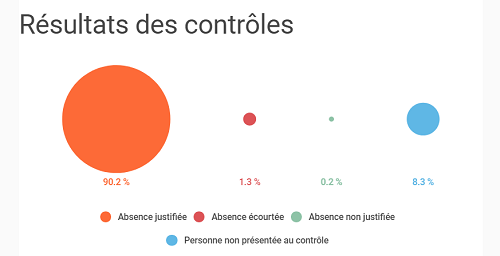 Résultats des contrôles
90.2 % 1.3 % 0.2 % 8.3 %
Absence justifiée Absence écourtée Absence non justifiée
Personne non présentée au contrôle